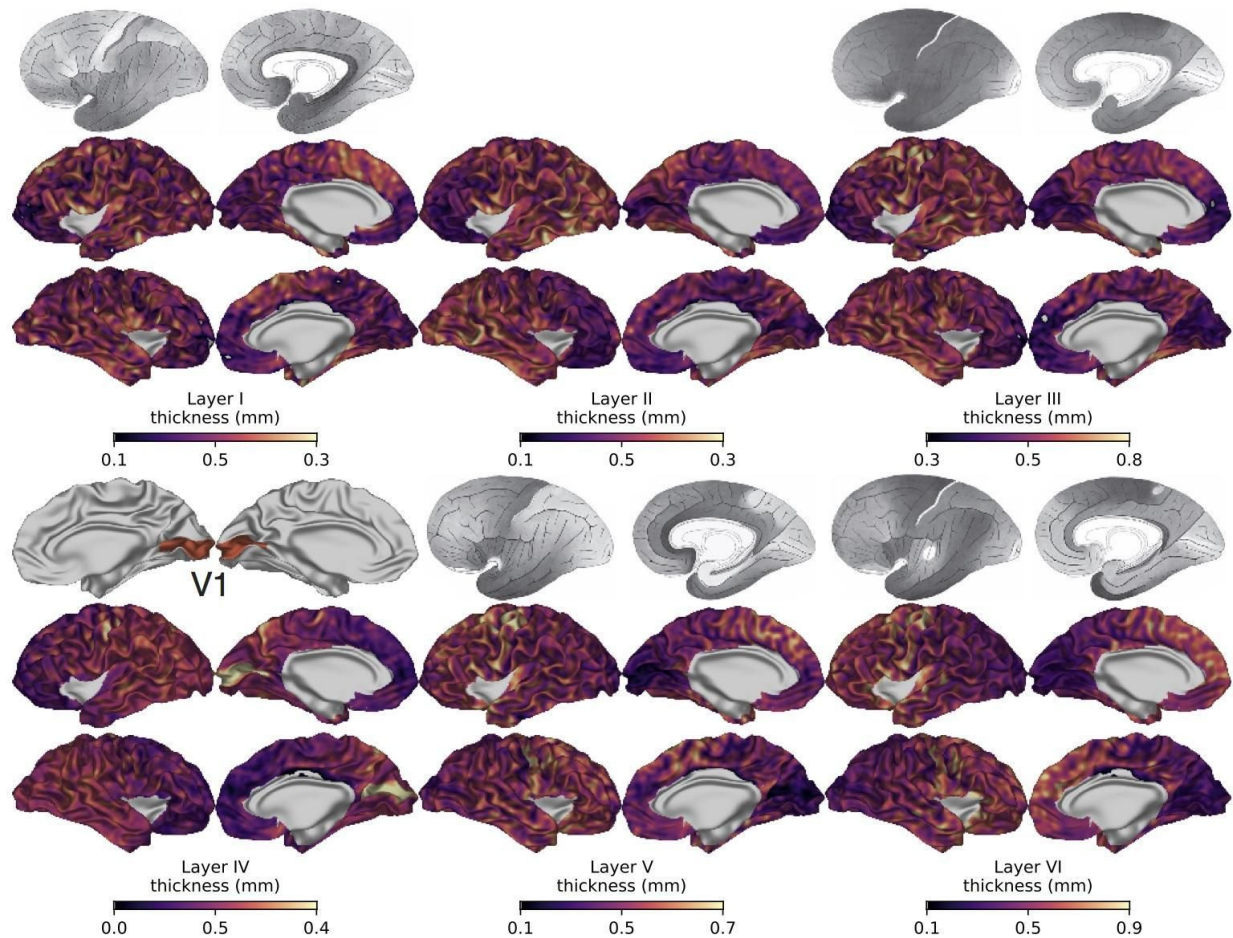 Layer I
thickness (mm)
0.1 0.5 0.3
Layer II
thickness (mm)
0.1 0.5 0.3
Layer III
thickness (mm)
0.3 0.5 0.8
V1
Layer IV
thickness (mm)
0.0 0.5 0.4
Layer V
thickness (mm)
0.1 0.5 0.7
Layer VI
thickness (mm)
0.1 0.5 0.9